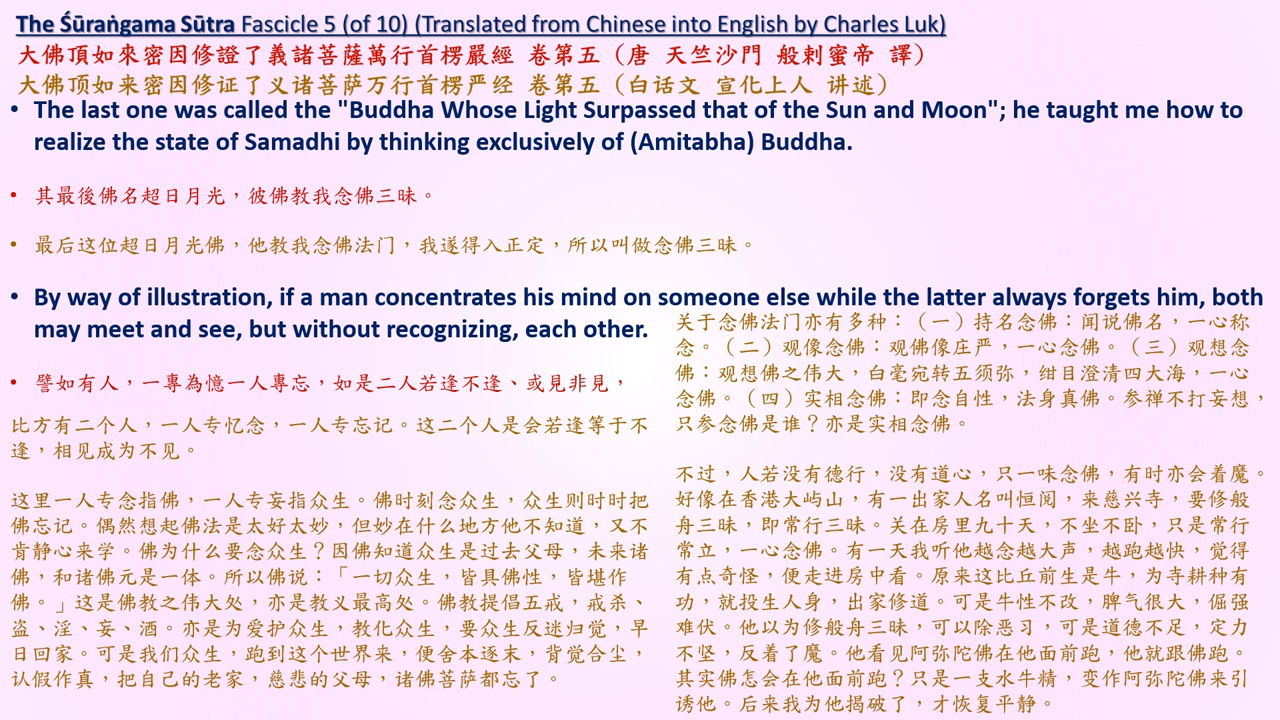 The Śūraṅgama Sūtra Fascicle 5 (of 10) (Translated from Chinese into English by Charles Luk)
大佛頂如來密因修證了義諸菩薩萬行首楞嚴經 卷第五（唐 天竺沙門 般剌蜜帝 譯）
大佛顶如来密因修证了义诸菩萨万行首楞严经 卷第五（白话文 宣化上人 讲述）
• The last one was called the "Buddha Whose Light Surpassed that of the Sun and Moon"; he taught me how to
realize the state of Samadhi by thinking exclusively of (Amitabha) Buddha.
• 其最後佛名超日月光，彼佛教我念佛三昧。
• 最后这位超日月光佛，他教我念佛法门，我遂得入正定，所以叫做念佛三昧。
• By way of illustration, if a man concentrates his mind on someone else while the latter always forgets him, both
may meet and see, but without recognizing, each other.
• 譬如有人，一專為憶一人專忘，如是二人若逢不逢、或見非見，
比方有二个人，一人专忆念，一人专忘记。这二个人是会若逢等于不
逢，相见成为不见。
这里一人专念指佛，一人专妄指众生。佛时刻念众生，众生则时时把
佛忘记。偶然想起佛法是太好太妙，但妙在什么地方他不知道，又不
肯静心来学。佛为什么要念众生？因佛知道众生是过去父母，未来诸
佛，和诸佛元是一体。所以佛说：「一切众生，皆具佛性，皆堪作
佛。」这是佛教之伟大处，亦是教义最高处。佛教提倡五戒，戒杀、
盗、淫、妄、酒。亦是为爱护众生，教化众生，要众生反迷归觉，早
日回家。可是我们众生，跑到这个世界来，便舍本逐末，背觉合尘，
认假作真，把自己的老家，慈悲的父母，诸佛菩萨都忘了。
关于念佛法门亦有多种：（一）持名念佛：闻说佛名，一心称
念。（二）观像念佛：观佛像庄严，一心念佛。（三）观想念
佛：观想佛之伟大，白毫宛转五须弥，绀目澄清四大海，一心
念佛。（四）实相念佛：即念自性，法身真佛。参禅不打妄想，
只参念佛是谁？亦是实相念佛。
不过，人若没有德行，没有道心，只一味念佛，有时亦会着魔。
好像在香港大屿山，有一出家人名叫恒阅，来慈兴寺，要修般
舟三昧，即常行三昧。关在房里九十天，不坐不卧，只是常行
常立，一心念佛。有一天我听他越念越大声，越跑越快，觉得
有点奇怪，便走进房中看。原来这比丘前生是牛，为寺耕种有
功，就投生人身，出家修道。可是牛性不改，脾气很大，倔强
难伏。他以为修般舟三昧，可以除恶习，可是道德不足，定力
不坚，反着了魔。他看见阿弥陀佛在他面前跑，他就跟佛跑。
其实佛怎会在他面前跑？只是一支水牛精，变作阿弥陀佛来引
诱他。后来我为他揭破了，才恢复平静。